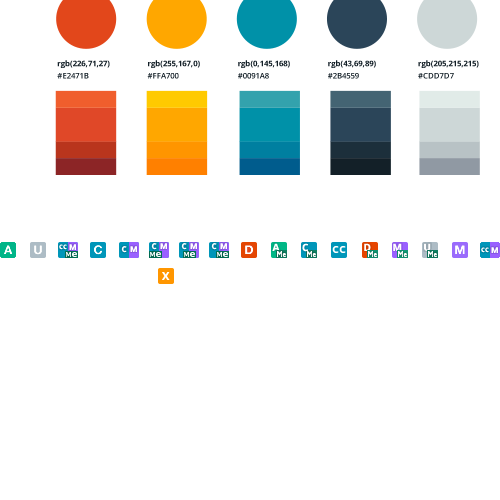 rgb(226,71,27) rgb(255,167,0) rgb(0,145,168) rgb(43,69,89) rgb(205,215,215)
#E2471B #FFA700 #0091A8 #2B4559 #CDD7D7
A U CC M Me C C M C M Me C M Me C M Me D A Me C Me CC D Me M Me U Me M CC M
X